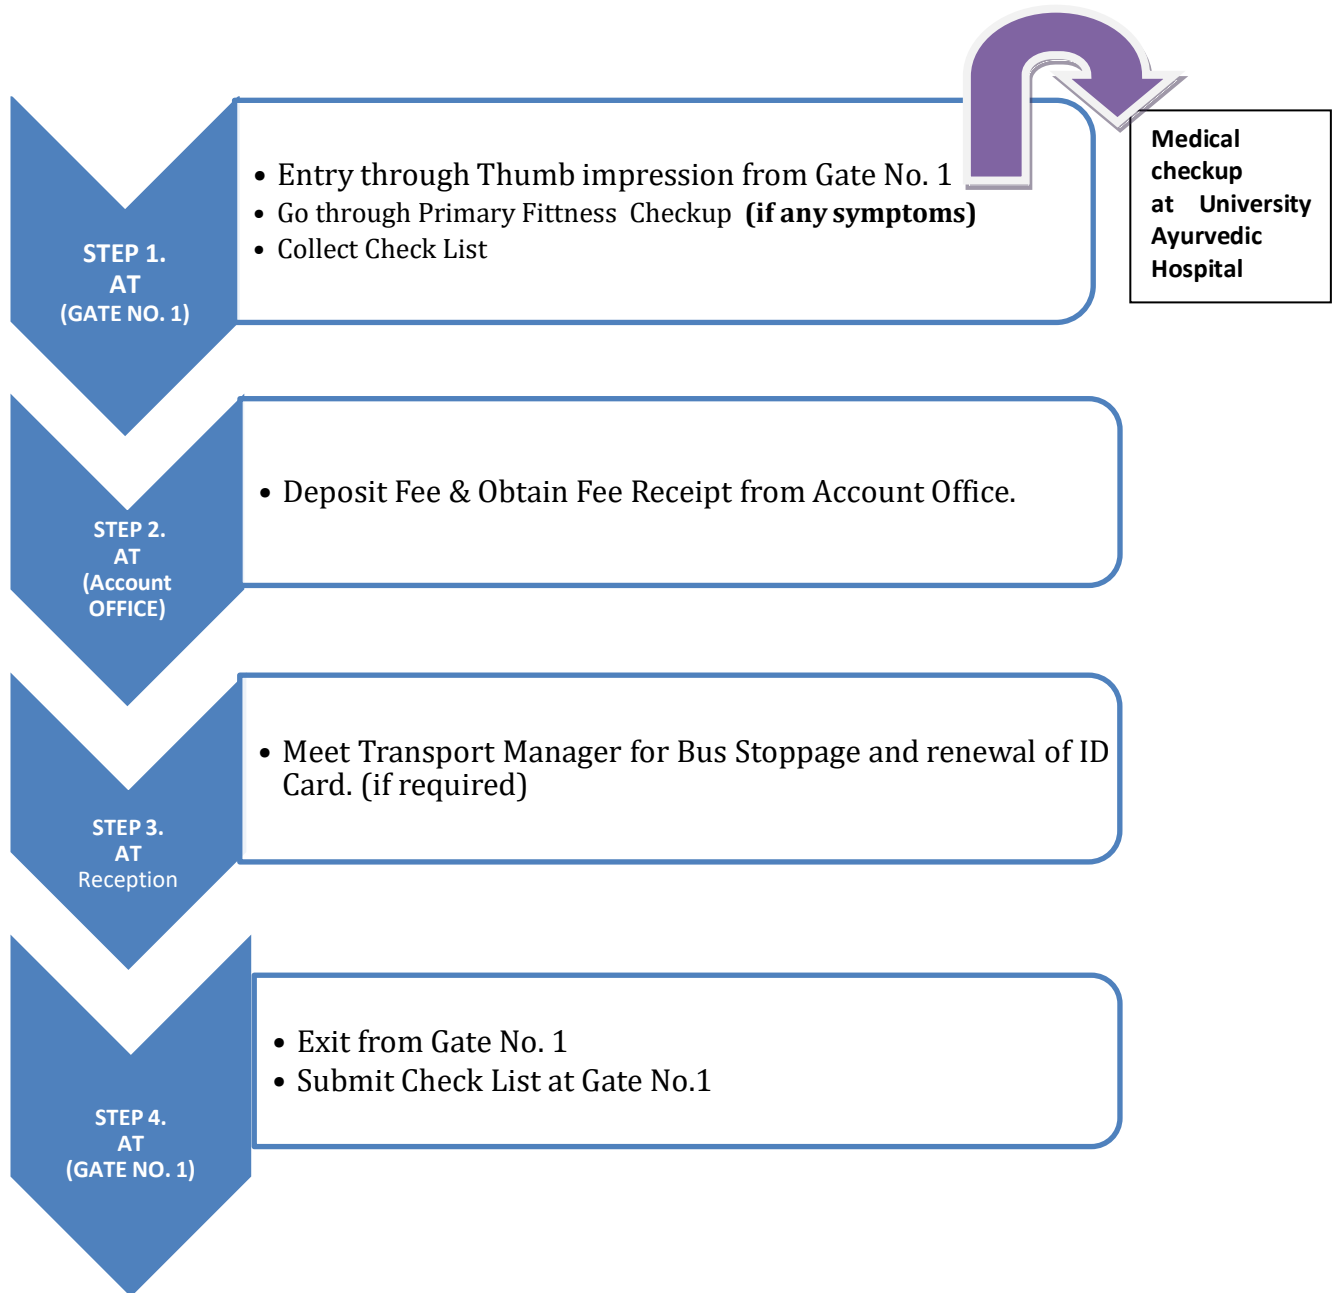 STEP 1.
AT
(GATE NO. 1)
• Entry through Thumb impression from Gate No. 1
• Go through Primary Fittness Checkup (if any symptoms)
• Collect Check List
Medical
checkup
at University
Ayurvedic
Hospital
STEP 2.
AT
(Account
OFFICE)
• Deposit Fee & Obtain Fee Receipt from Account Office.
STEP 3.
AT
Reception
• Meet Transport Manager for Bus Stoppage and renewal of ID
Card. (if required)
STEP 4.
AT
(GATE NO. 1)
• Exit from Gate No. 1
• Submit Check List at Gate No.1